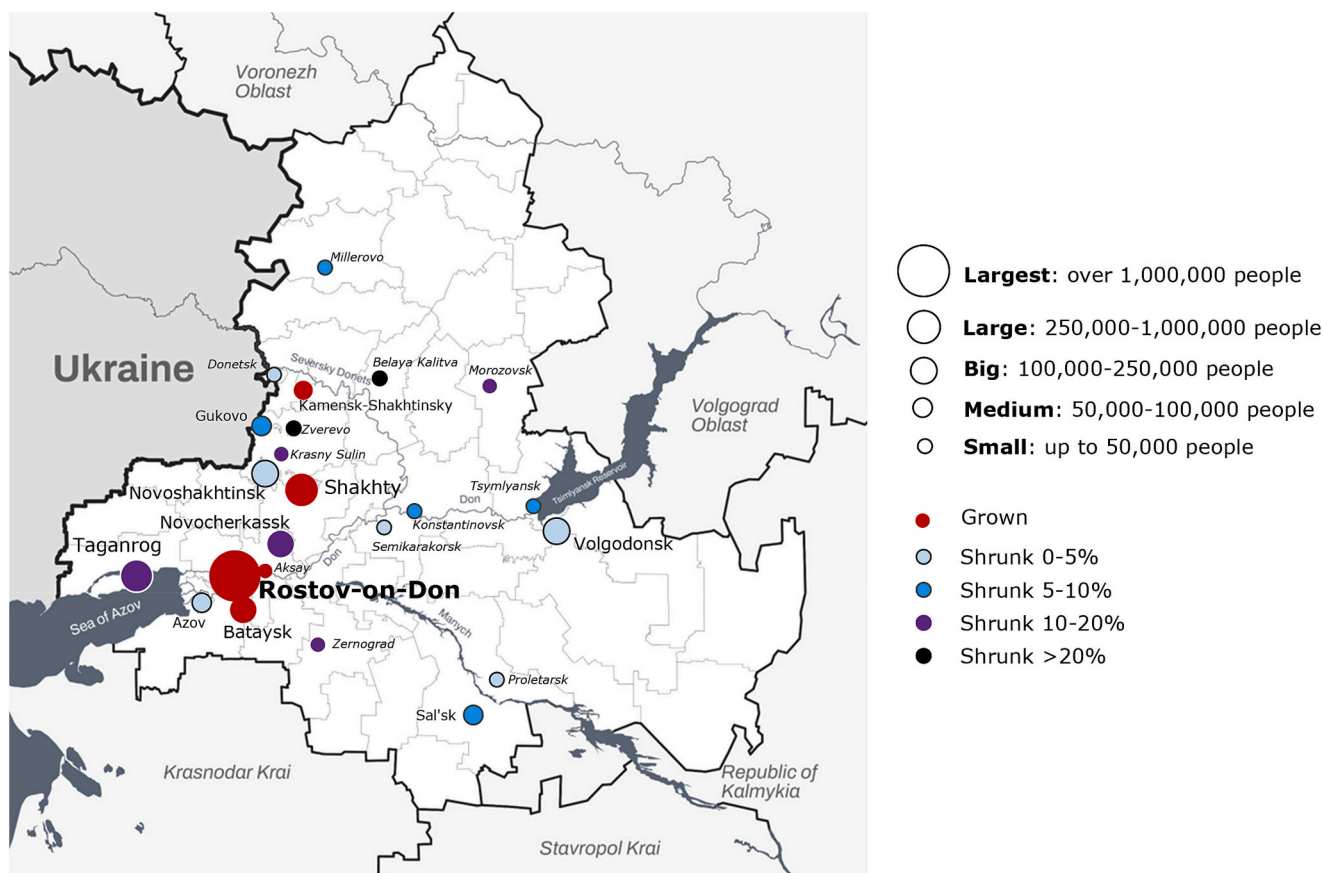 Voronezh
Oblast
Millerovo
Ukraine
Donetsk
Seversky Donets
Belaya Kalitva
Morozovsk
Kamensk-Shakhtinsky
Gukovo
Zverevo
Krasny Sulin
Volgograd
Oblast
Novoshakhtinsk
Shakhty
Tsymlyansk
Tsimlyansk Reservoir
Don
Konstantinovsk
Semikarakorsk
Volgodonsk
Novocherkassk
Taganrog
Don
Aksay
Rostov-on-Don
Sea of Azov
Azov
Bataysk
Manych
Zernograd
Proletarsk
Sal'sk
Krasnodar Krai
Republic of
Kalmykia
Stavropol Krai
Largest: over 1,000,000 people
Large: 250,000-1,000,000 people
Big: 100,000-250,000 people
Medium: 50,000-100,000 people
Small: up to 50,000 people
Grown
Shrunk 0-5%
Shrunk 5-10%
Shrunk 10-20%
Shrunk >20%